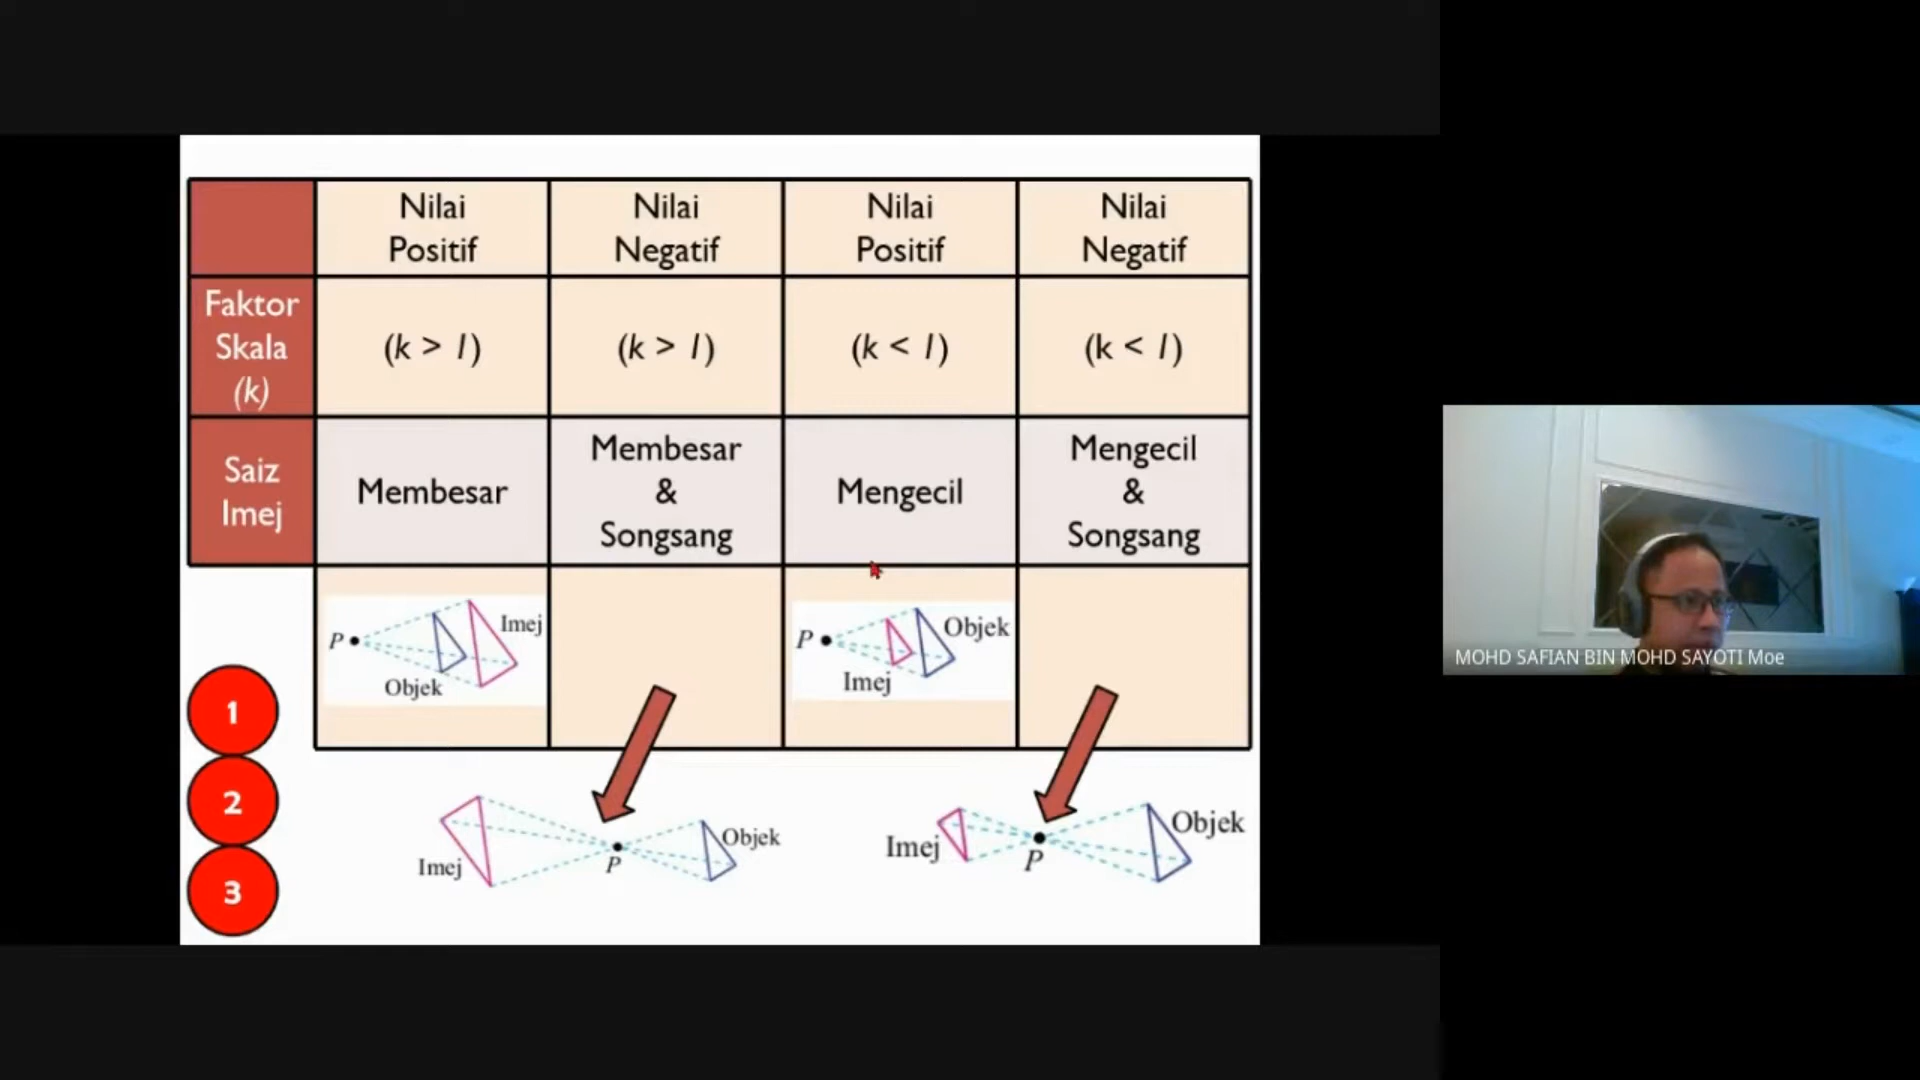 Nilai
Positif
Nilai
Negatif
Nilai
Positif
Nilai
Negatif
Faktor
Skala
(k)
(k > 1)
(k > 1)
(k < 1)
(k < 1)
Saiz
Imej
Membesar
Membesar
&
Songsang
Mengecil
Mengecil
&
Songsang
P
Imej
Objek
P
Objek
Imej
1
2
3
Imej
P
Objek
Imej
P
Objek
MOHD SAFIAN BIN MOHD SAYOTI Moe